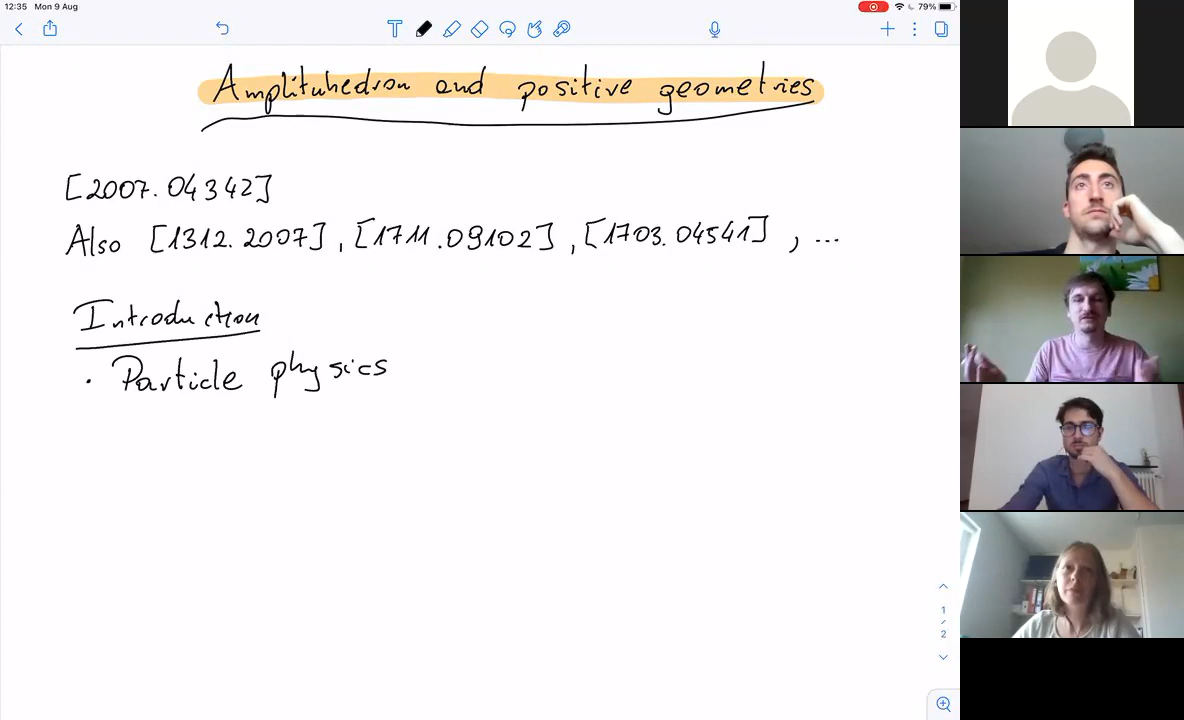 12:35 Mon 9 Aug
79%
T
Amplituhedron and positive geometries
[2007.04342]
Also [1312.2007], [1711.09102], [1703.04541], ...
Introduction
· Particle physics
1
/
2